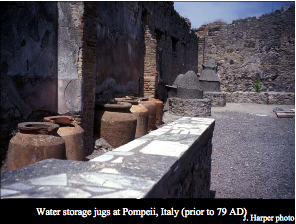 Water storage jugs at Pompeii, Italy (prior to 79 AD)
J. Harper photo